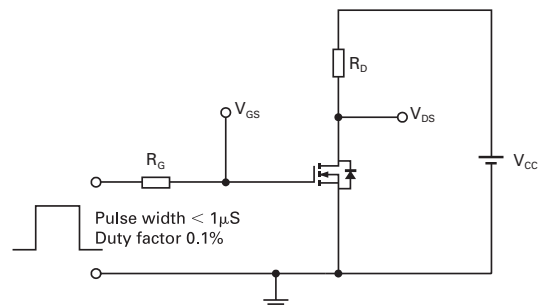 R_D
V_GS
V_DS
R_G
V_CC
Pulse width < 1μS
Duty factor 0.1%